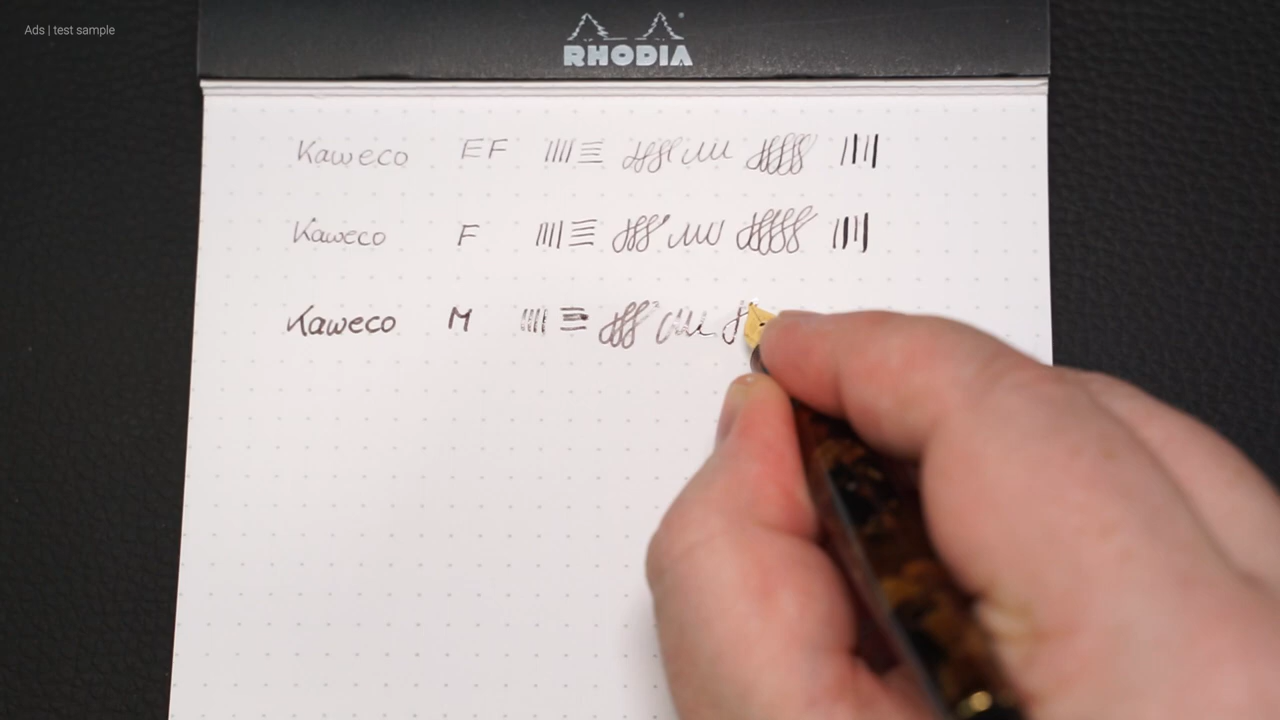 Ads | test sample
RHODIA
Kaweco EF
Kaweco F
Kaweco M